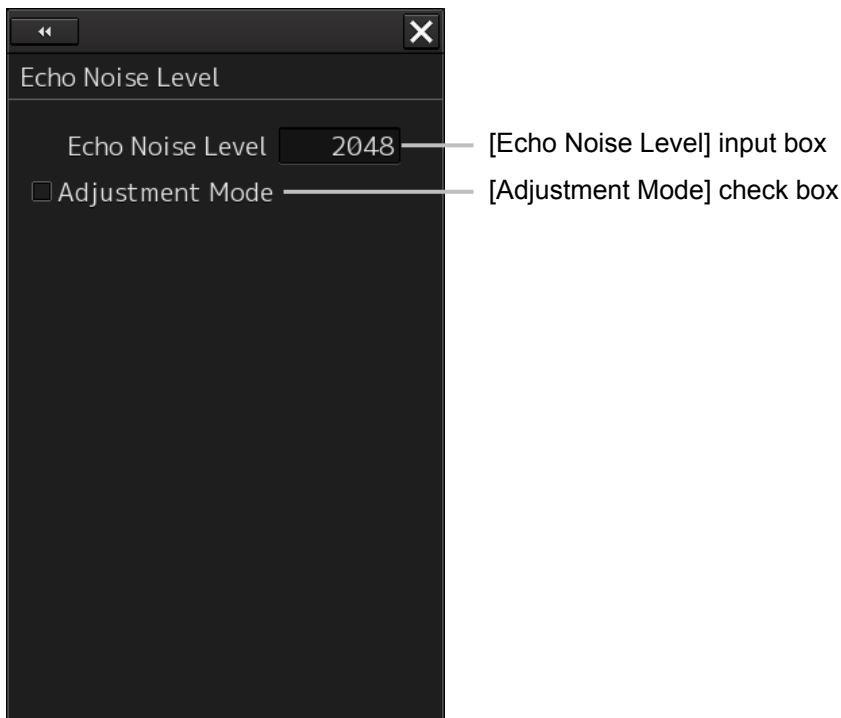 Echo Noise Level
Echo Noise Level 2048 [Echo Noise Level] input box
Adjustment Mode [Adjustment Mode] check box